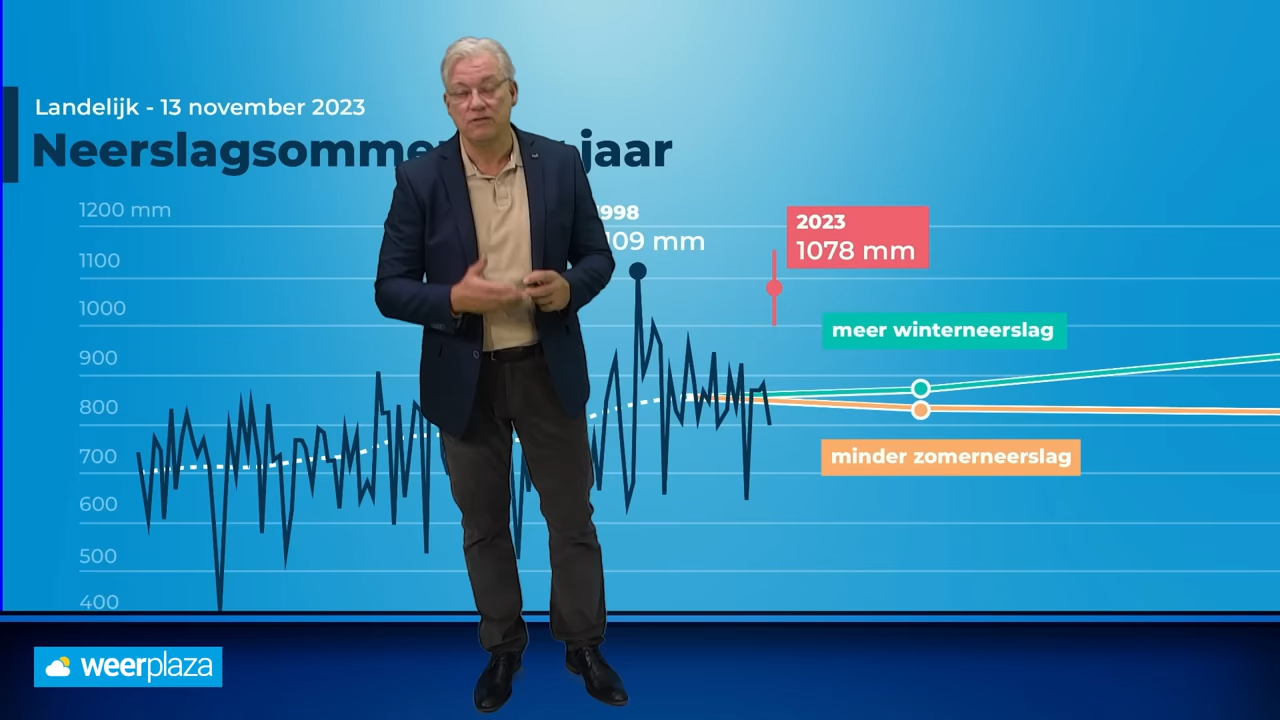 Landelijk - 13 november 2023
Neerslagsomme jaar
1200 mm
1100
1000
900
800
700
600
500
400
998
109 mm
2023
1078 mm
meer winterneerslag
minder zomerneerslag
weerplaza